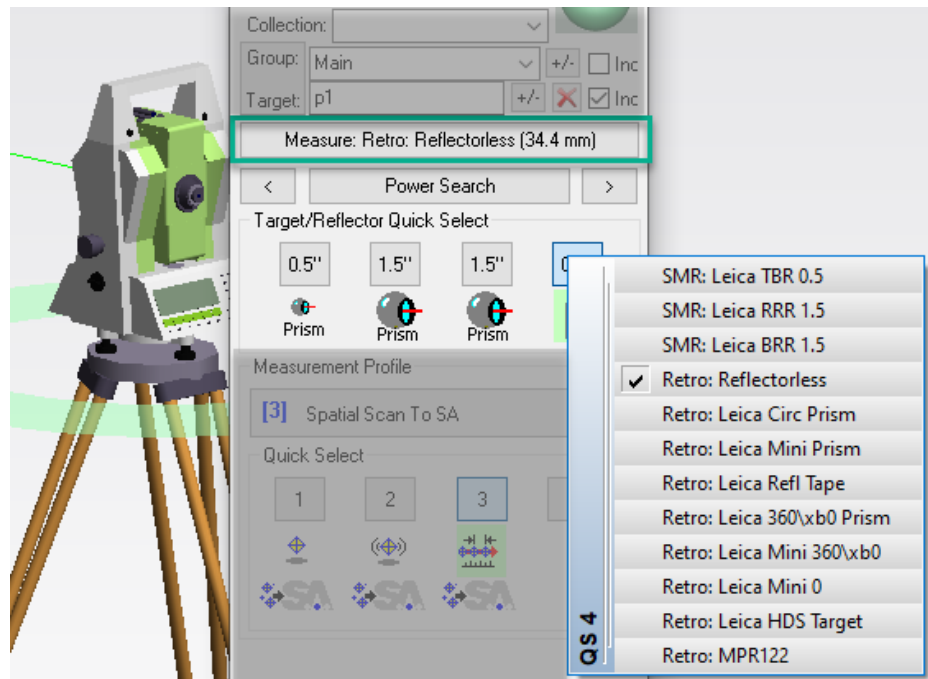 Collection:
Group: Main +/- Inc
Target: p1 +/- Inc
Measure: Retro: Reflectorless (34.4 mm)
< Power Search >
Target/Reflector Quick Select
0.5" 1.5" 1.5" 0
Prism Prism Prism
Measurement Profile
[3] Spatial Scan To SA
Quick Select
1 2 3
SA SA SA
SMR: Leica TBR 0.5
SMR: Leica RRR 1.5
SMR: Leica BRR 1.5
Retro: Reflectorless
Retro: Leica Circ Prism
Retro: Leica Mini Prism
Retro: Leica Refl Tape
Retro: Leica 360\xb0 Prism
Retro: Leica Mini 360\xb0
Retro: Leica Mini 0
Retro: Leica HDS Target
Retro: MPR122
QS 4